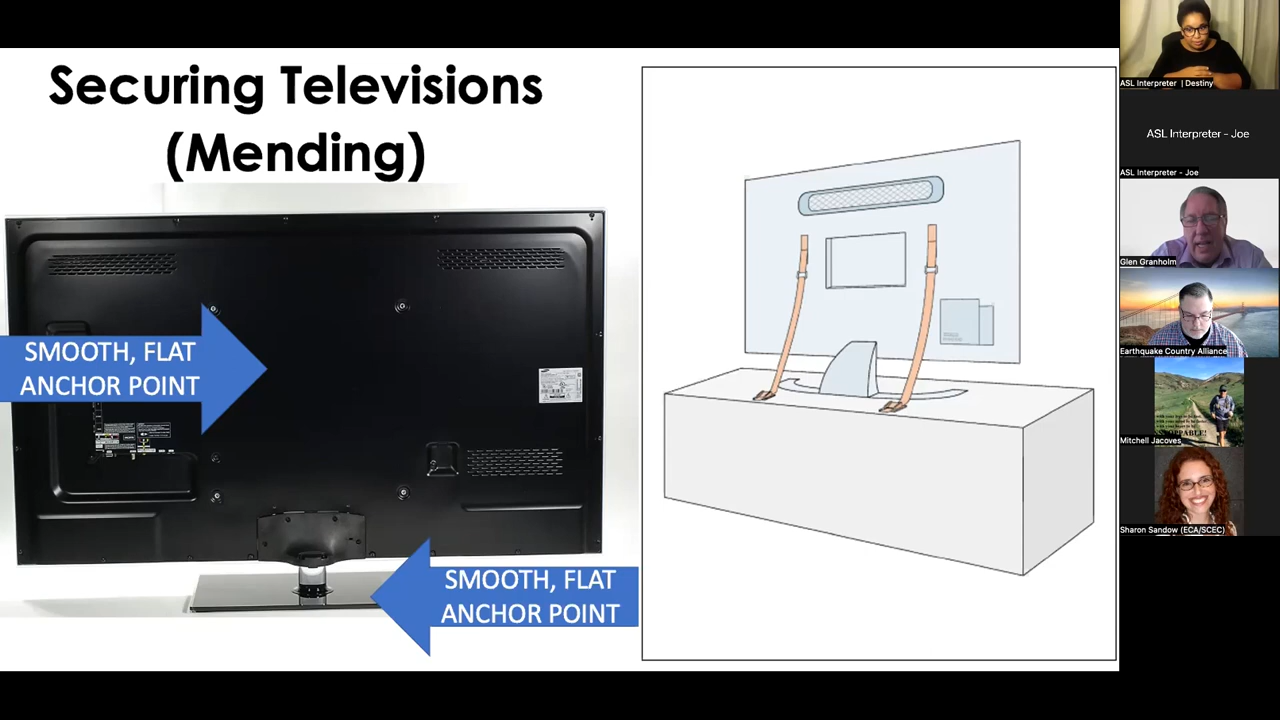 Securing Televisions
(Mending)
SMOOTH, FLAT
ANCHOR POINT
SMOOTH, FLAT
ANCHOR POINT
ASL Interpreter | Destiny
ASL Interpreter - Joe
ASL Interpreter - Joe
Glen Granholm
Earthquake Country Alliance
Mitchell Jacoves
Sharon Sandow (ECA/SCEC)